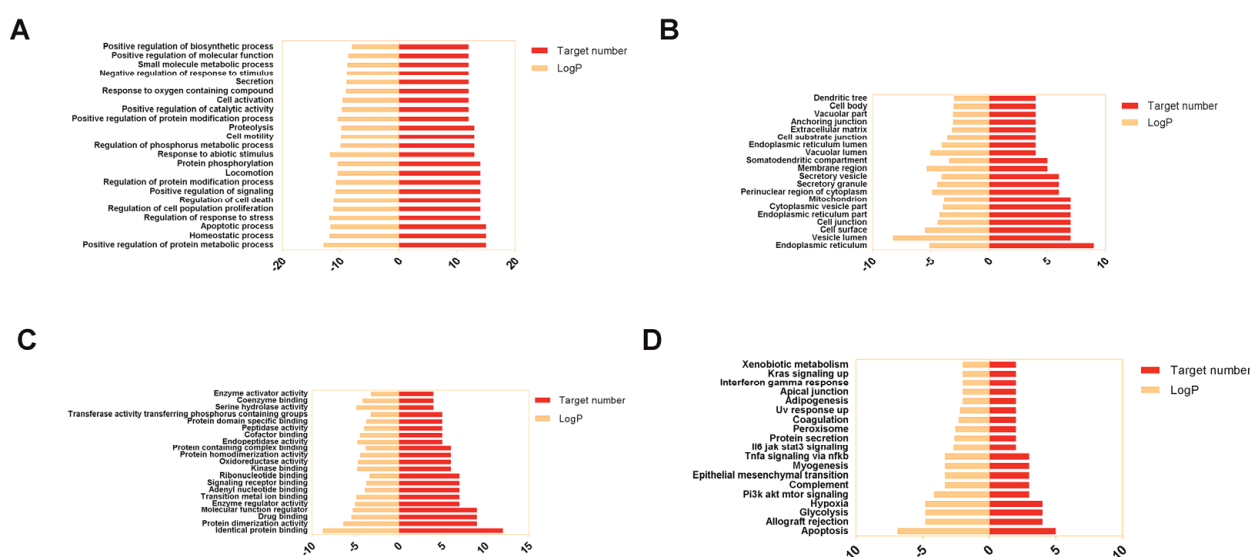 A
Positive regulation of biosynthetic process
Positive regulation of molecular function
Small molecule metabolic process
Negative regulation of response to stimulus
Secretion
Response to oxygen containing compound
Cell activation
Positive regulation of catalytic activity
Positive regulation of protein modification process
Proteolysis
Cell motility
Regulation of phosphorus metabolic process
Response to abiotic stimulus
Protein phosphorylation
Locomotion
Regulation of protein modification process
Positive regulation of signaling
Regulation of cell death
Regulation of cell population proliferation
Regulation of response to stress
Apoptotic process
Homeostatic process
Positive regulation of protein metabolic process
-20 -10 0 10 20
Target number
LogP
B
Dendritic tree
Cell body
Vacuolar part
Anchoring junction
Extracellular matrix
Cell substrate junction
Endoplasmic reticulum lumen
Vacuolar lumen
Somatodendritic compartment
Membrane region
Secretory vesicle
Secretory granule
Perinuclear region of cytoplasm
Mitochondrion
Cytoplasmic vesicle part
Endoplasmic reticulum part
Cell junction
Cell surface
Vesicle lumen
Endoplasmic reticulum
-10 -5 0 5 10
Target number
LogP
C
Enzyme activator activity
Coenzyme binding
Serine hydrolase activity
Transferase activity transferring phosphorus containing groups
Protein domain specific binding
Peptidase activity
Cofactor binding
Endopeptidase activity
Protein containing complex binding
Protein homodimerization activity
Oxidoreductase activity
Kinase binding
Ribonucleotide binding
Signaling receptor binding
Adenyl nucleotide binding
Transition metal ion binding
Enzyme regulator activity
Molecular function regulator
Drug binding
Protein dimerization activity
Identical protein binding
-10 -5 0 5 10 15
Target number
LogP
D
Xenobiotic metabolism
Kras signaling up
Interferon gamma response
Apical junction
Adipogenesis
Uv response up
Coagulation
Peroxisome
Protein secretion
Il6 jak stat3 signaling
Tnfa signaling via nfkb
Myogenesis
Epithelial mesenchymal transition
Complement
Pi3k akt mtor signaling
Hypoxia
Glycolysis
Allograft rejection
Apoptosis
10 -5 0 5 10
Target number
LogP